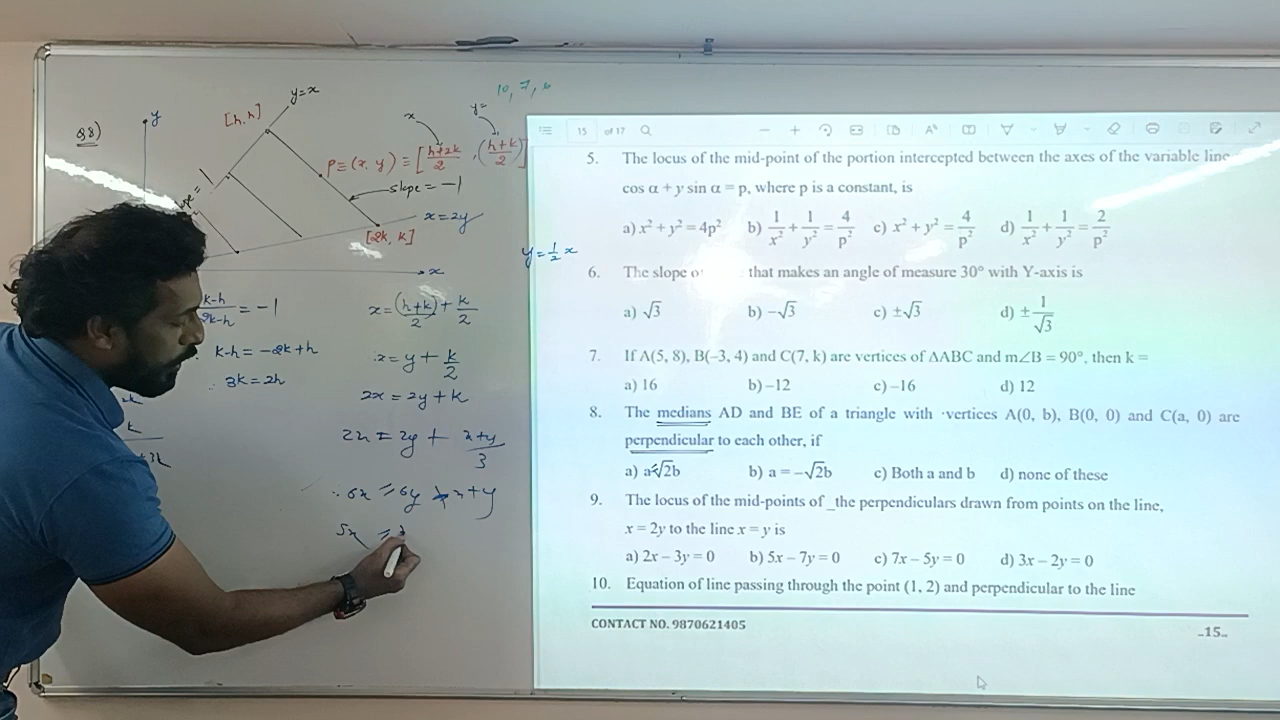 Q8)
y
y=x
[h, h]
10, 7,
x
y=
P≡(x, y) ≡ [h+2k/2, (h+k/2)]
slope = -1
x=2y
[2k, k]
y=1/2 x
x
k-h/2k-h = -1
k-h = -2k+h
3k=2h
x=(h+k)/2 + k/2
x=y+k/2
2x=2y+k
2x=2y+ x+y/3
∴ 6x = 6y + x+y
5x =
15 of 17
5. The locus of the mid-point of the portion intercepted between the axes of the variable line
cos α + y sin α = p, where p is a constant, is
a) x² + y² = 4p² b) 1/x² + 1/y² = 4/p² c) x² + y² = 4/p² d) 1/x² + 1/y² = 2/p²
6. The slope o that makes an angle of measure 30° with Y-axis is
a) √3 b) −√3 c) ±√3 d) ± 1/√3
7. If A(5, 8), B(−3, 4) and C(7, k) are vertices of ΔABC and m∠B = 90°, then k =
a) 16 b) −12 c) −16 d) 12
8. The medians AD and BE of a triangle with vertices A(0, b), B(0, 0) and C(a, 0) are
perpendicular to each other, if
a) a=√2b b) a = −√2b c) Both a and b d) none of these
9. The locus of the mid-points of the perpendiculars drawn from points on the line,
x = 2y to the line x = y is
a) 2x − 3y = 0 b) 5x − 7y = 0 c) 7x − 5y = 0 d) 3x − 2y = 0
10. Equation of line passing through the point (1, 2) and perpendicular to the line
CONTACT NO. 9870621405
..15..